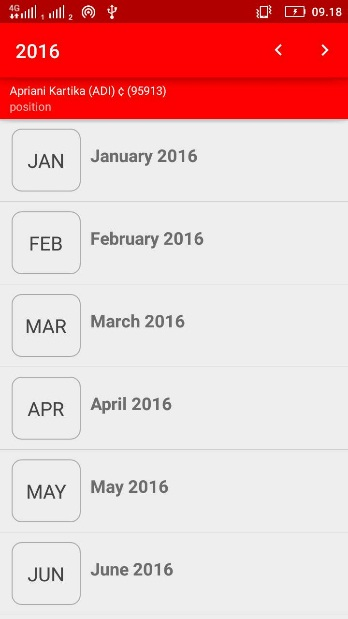 4G 1 2 09.18
2016
Apriani Kartika (ADI) ¢ (95913)
position
JAN January 2016
FEB February 2016
MAR March 2016
APR April 2016
MAY May 2016
JUN June 2016